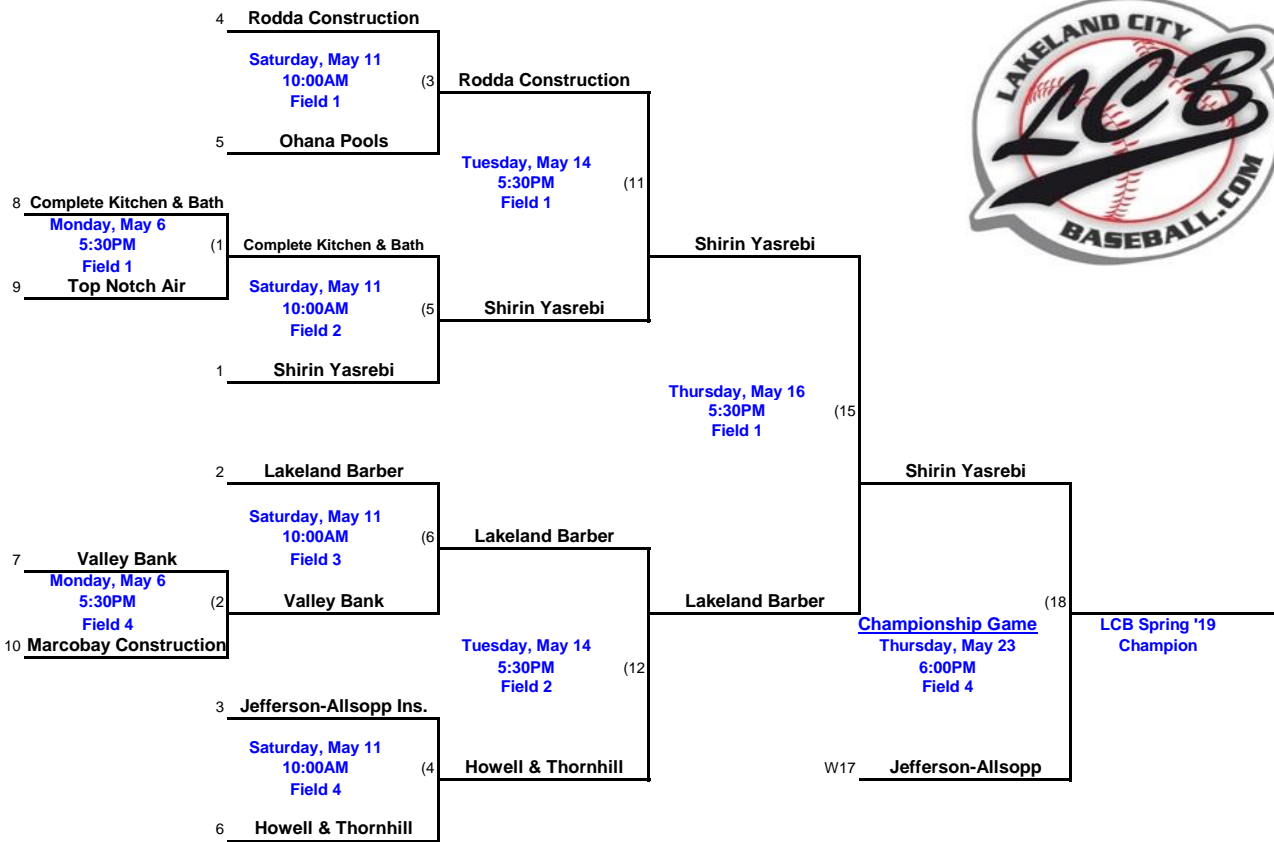 4 Rodda Construction
Saturday, May 11
10:00AM (3
Field 1
Rodda Construction
5 Ohana Pools
Tuesday, May 14
5:30PM (11
Field 1
8 Complete Kitchen & Bath
Monday, May 6
5:30PM (1
Field 1
9 Top Notch Air
Complete Kitchen & Bath
Saturday, May 11
10:00AM (5
Field 2
Shirin Yasrebi
1 Shirin Yasrebi
Shirin Yasrebi
Thursday, May 16
5:30PM (15
Field 1
2 Lakeland Barber
Saturday, May 11
10:00AM (6
Field 3
Lakeland Barber
7 Valley Bank
Monday, May 6
5:30PM (2
Field 4
10 Marcobay Construction
Valley Bank
Tuesday, May 14
5:30PM (12
Field 2
Lakeland Barber
3 Jefferson-Allsopp Ins.
Saturday, May 11
10:00AM (4
Field 4
Howell & Thornhill
6 Howell & Thornhill
Shirin Yasrebi
Championship Game
Thursday, May 23
6:00PM (18
Field 4
W17 Jefferson-Allsopp
LCB Spring '19
Champion
LAKELAND CITY
LCB
BASEBALL.COM